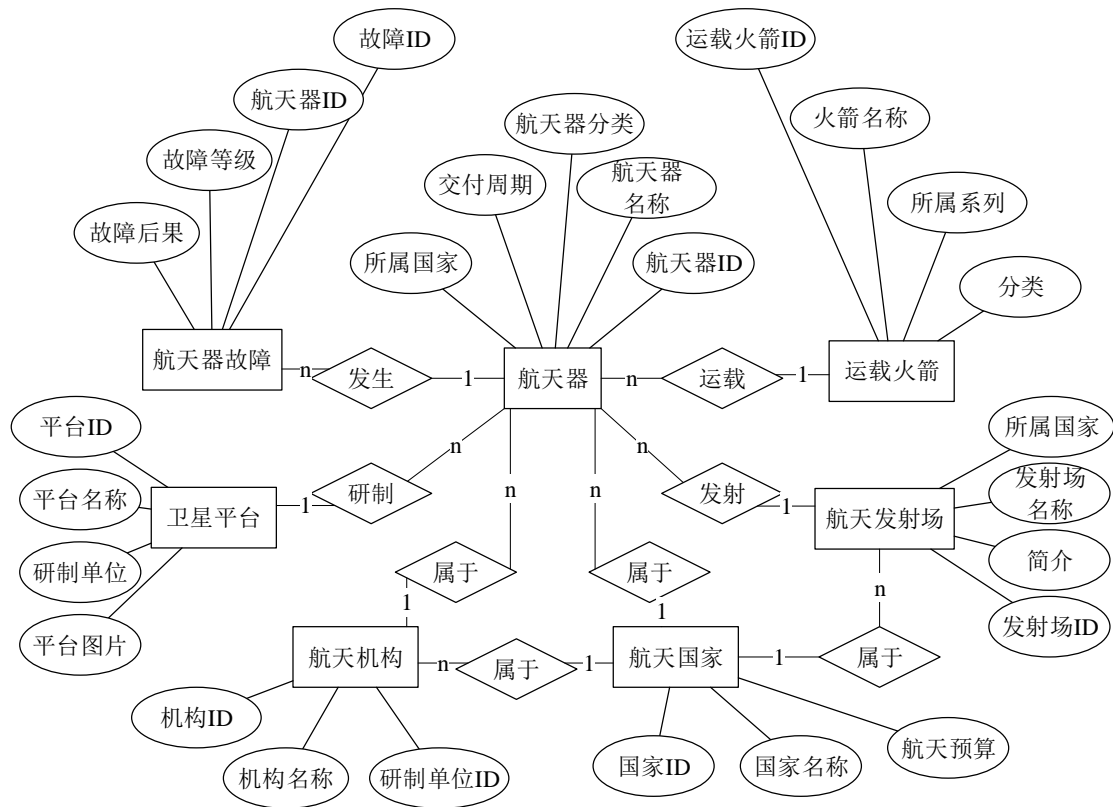 故障ID
运载火箭ID
航天器ID
火箭名称
航天器分类
故障等级
交付周期
航天器
名称
所属系列
故障后果
所属国家
航天器ID
分类
航天器故障
n
发生
1
航天器
n
运载
1
运载火箭
平台ID
所属国家
n
n
平台名称
研制
n
n
发射
发射场
名称
卫星平台
1
1
航天发射场
研制单位
简介
属于
属于
n
平台图片
1
1
发射场ID
航天机构
n
属于
1
航天国家
1
属于
机构ID
航天预算
机构名称
研制单位ID
国家ID
国家名称